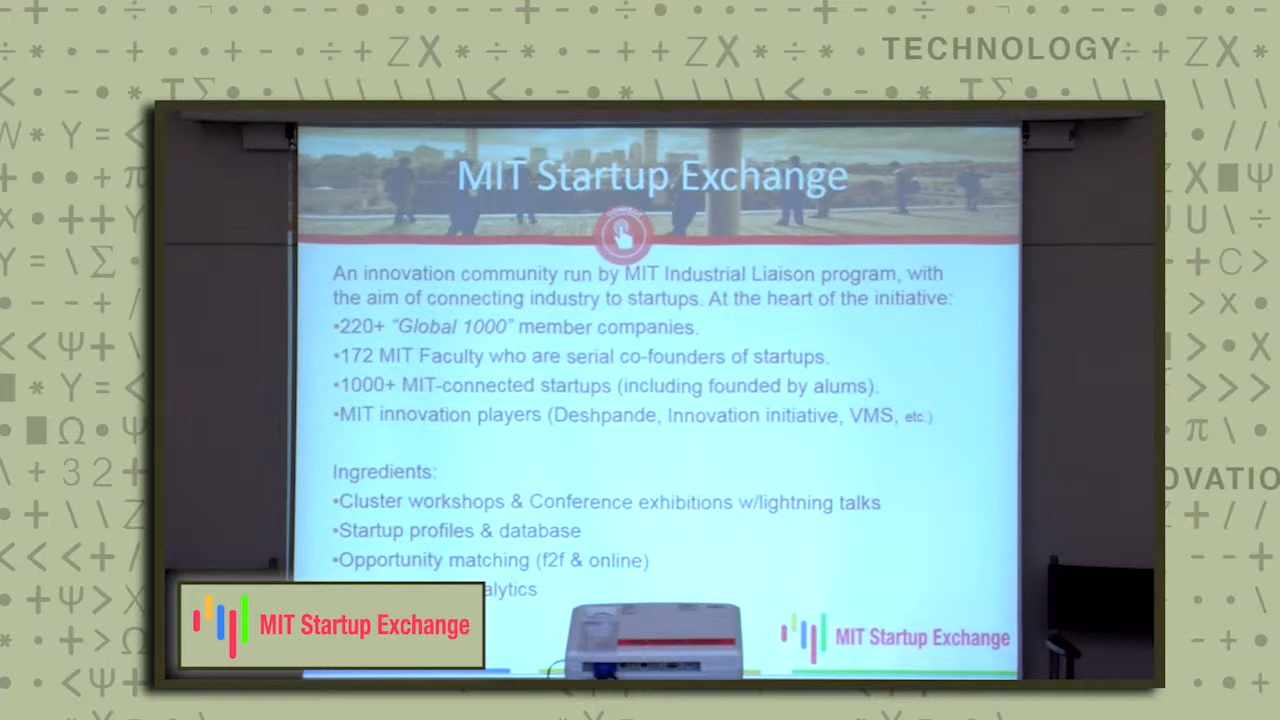 TECHNOLOGY
MIT Startup Exchange
CONNECT
An innovation community run by MIT Industrial Liaison program, with
the aim of connecting industry to startups. At the heart of the initiative:
•220+ “Global 1000” member companies.
•172 MIT Faculty who are serial co-founders of startups.
•1000+ MIT-connected startups (including founded by alums).
•MIT innovation players (Deshpande, Innovation initiative, VMS, etc.)
Ingredients:
•Cluster workshops & Conference exhibitions w/lightning talks
•Startup profiles & database
•Opportunity matching (f2f & online)
MIT Startup Exchange
MIT Startup Exchange